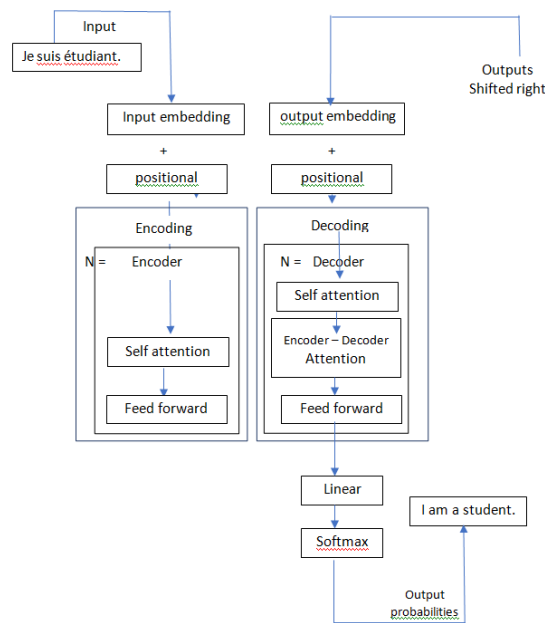 Input
Je suis étudiant.
Outputs
Shifted right
Input embedding
output embedding
+
+
positional
positional
Encoding
Decoding
N = Encoder
N = Decoder
Self attention
Encoder – Decoder
Attention
Self attention
Feed forward
Feed forward
Linear
I am a student.
Softmax
Output
probabilities